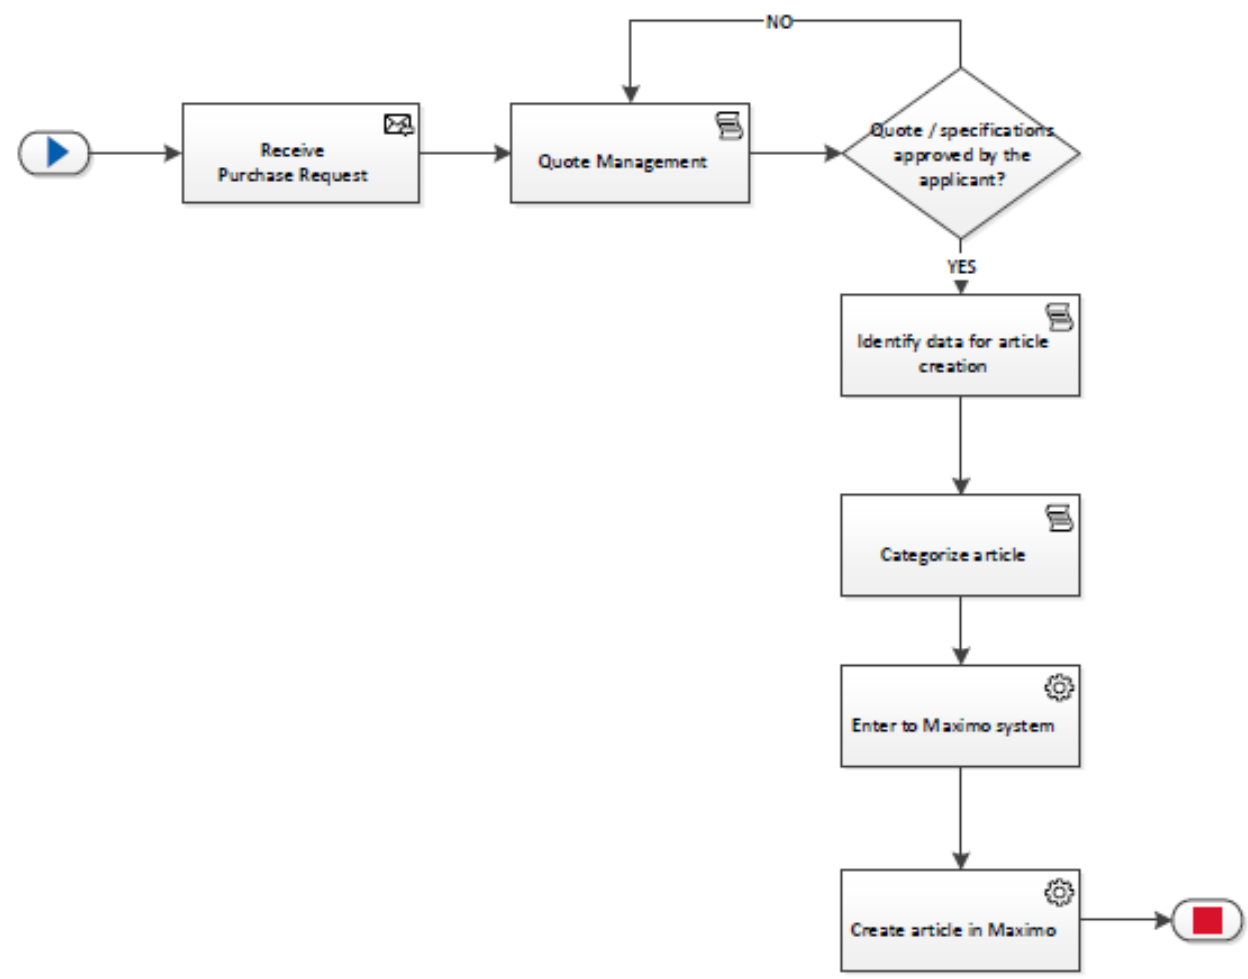 NO
Receive
Purchase Request
Quote Management
Quote / specifications
approved by the
applicant?
YES
Identify data for article
creation
Categorize article
Enter to Maximo system
Create article in Maximo